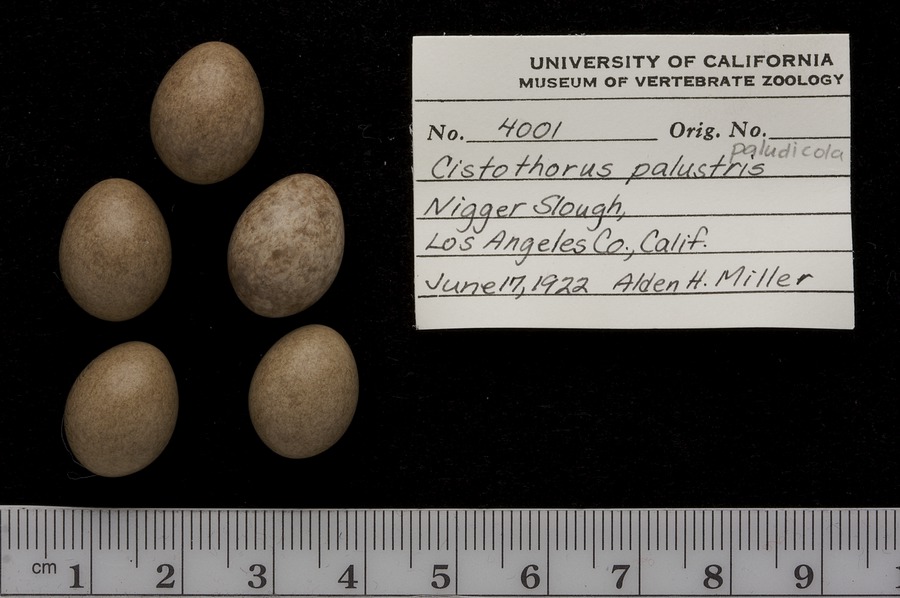 UNIVERSITY OF CALIFORNIA
MUSEUM OF VERTEBRATE ZOOLOGY
No. 4001 Orig. No.
paludicola
Cistothorus palustris
Nigger Slough,
Los Angeles Co., Calif.
June 17, 1922 Alden H. Miller
cm 1 2 3 4 5 6 7 8 9 1